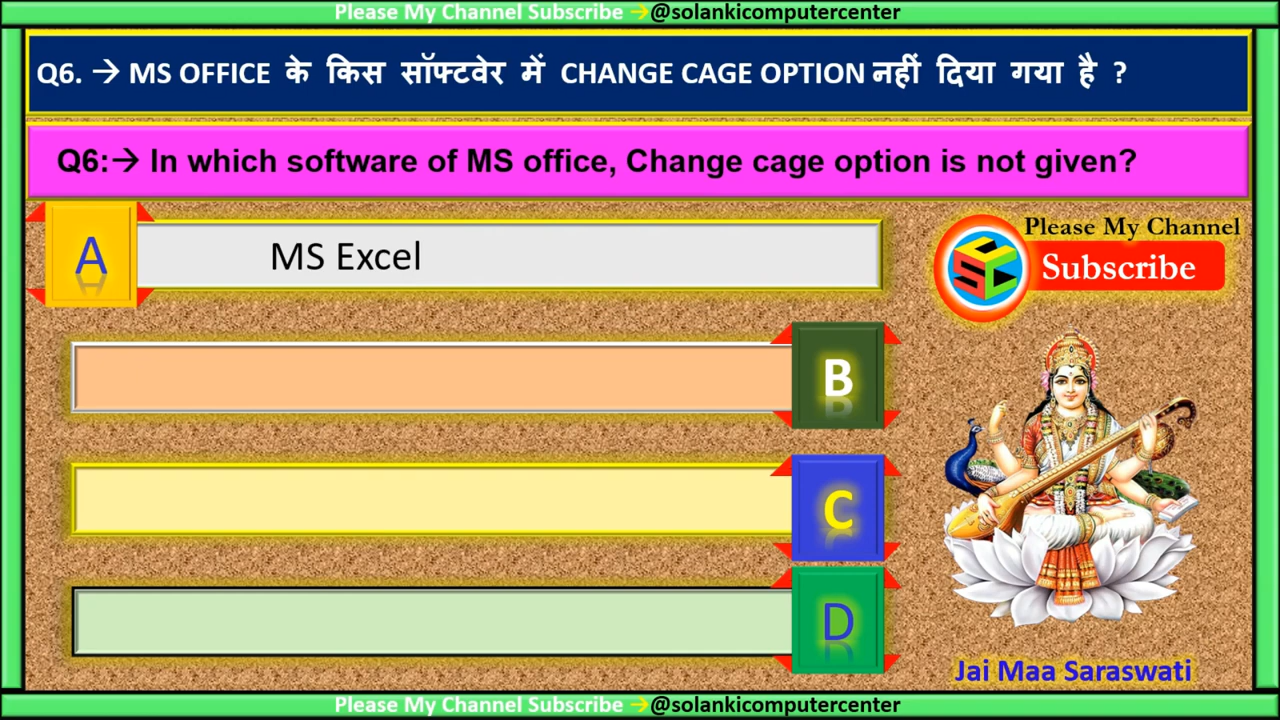 Please My Channel Subscribe →@solankicomputercenter
Q6. → MS OFFICE के किस सॉफ्टवेर में CHANGE CAGE OPTION नहीं दिया गया है ?
Q6:→ In which software of MS office, Change cage option is not given?
A
MS Excel
Please My Channel
Subscribe
SCC
B
C
D
Jai Maa Saraswati
Please My Channel Subscribe →@solankicomputercenter